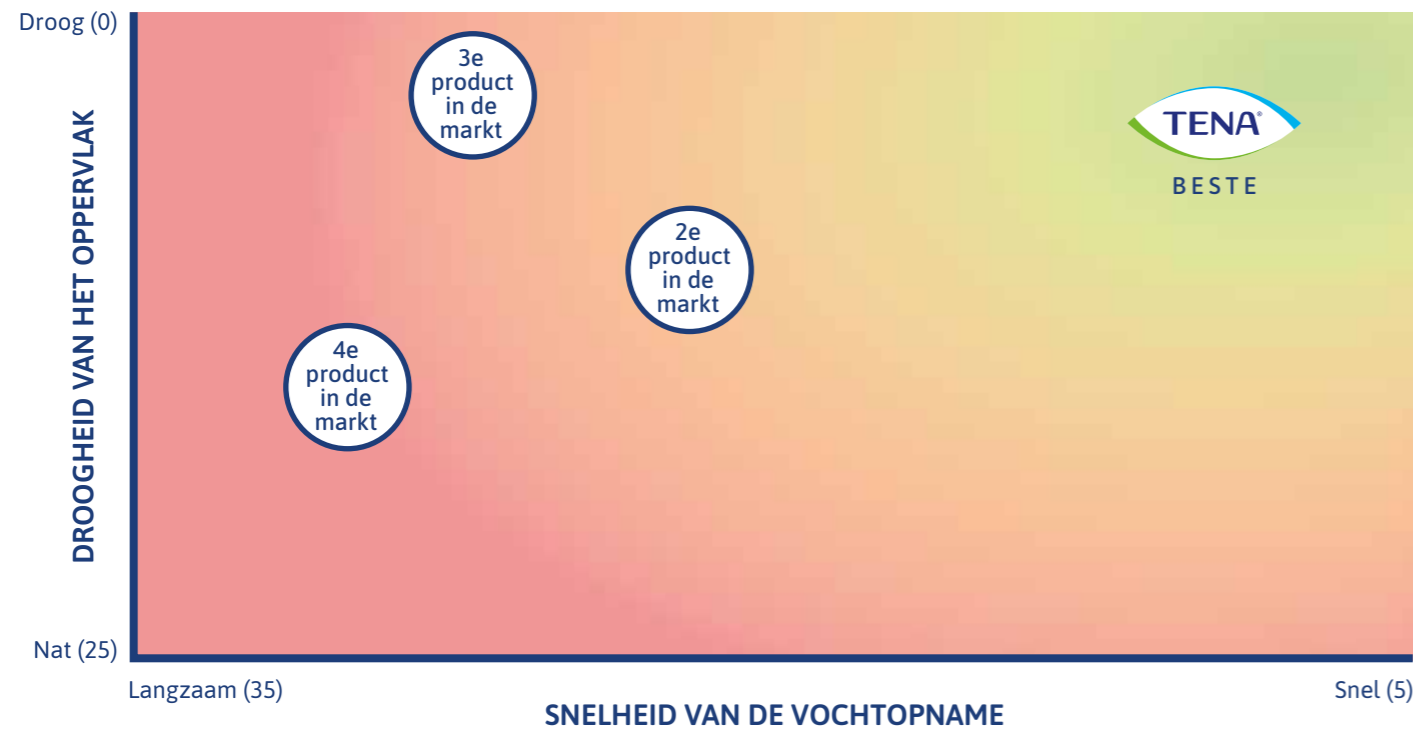 Droog (0)
3e
product
in de
markt
TENA®
BESTE
2e
product
in de
markt
4e
product
in de
markt
DROOGHEID VAN HET OPPERVLAK
Nat (25)
Langzaam (35)
Snel (5)
SNELHEID VAN DE VOCHTOPNAME